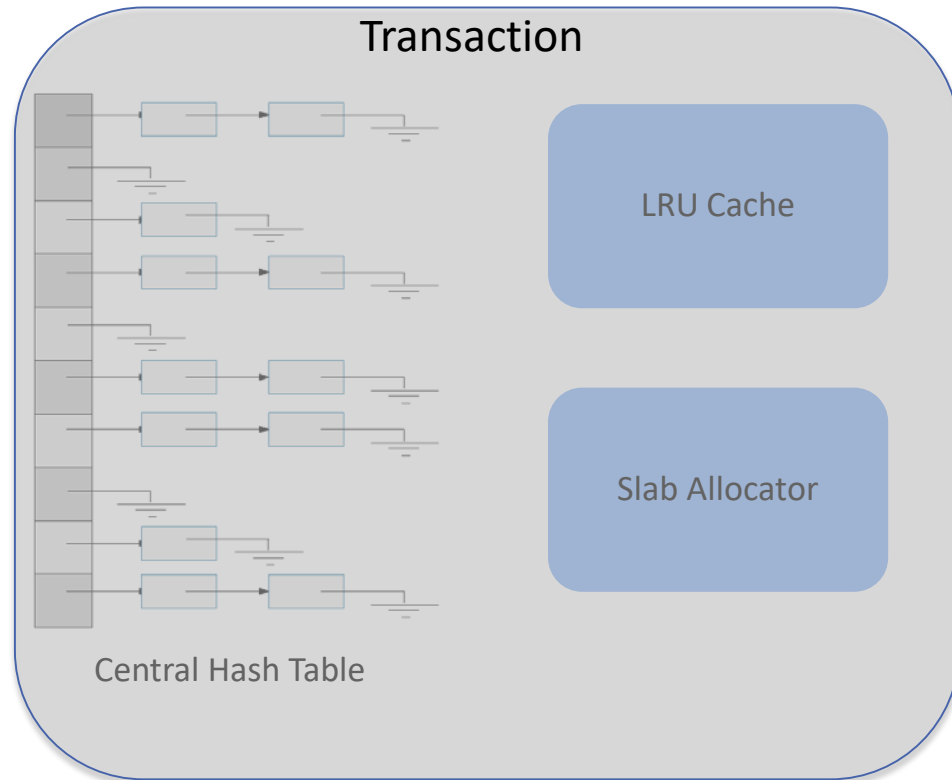 Transaction
LRU Cache
Slab Allocator
Central Hash Table